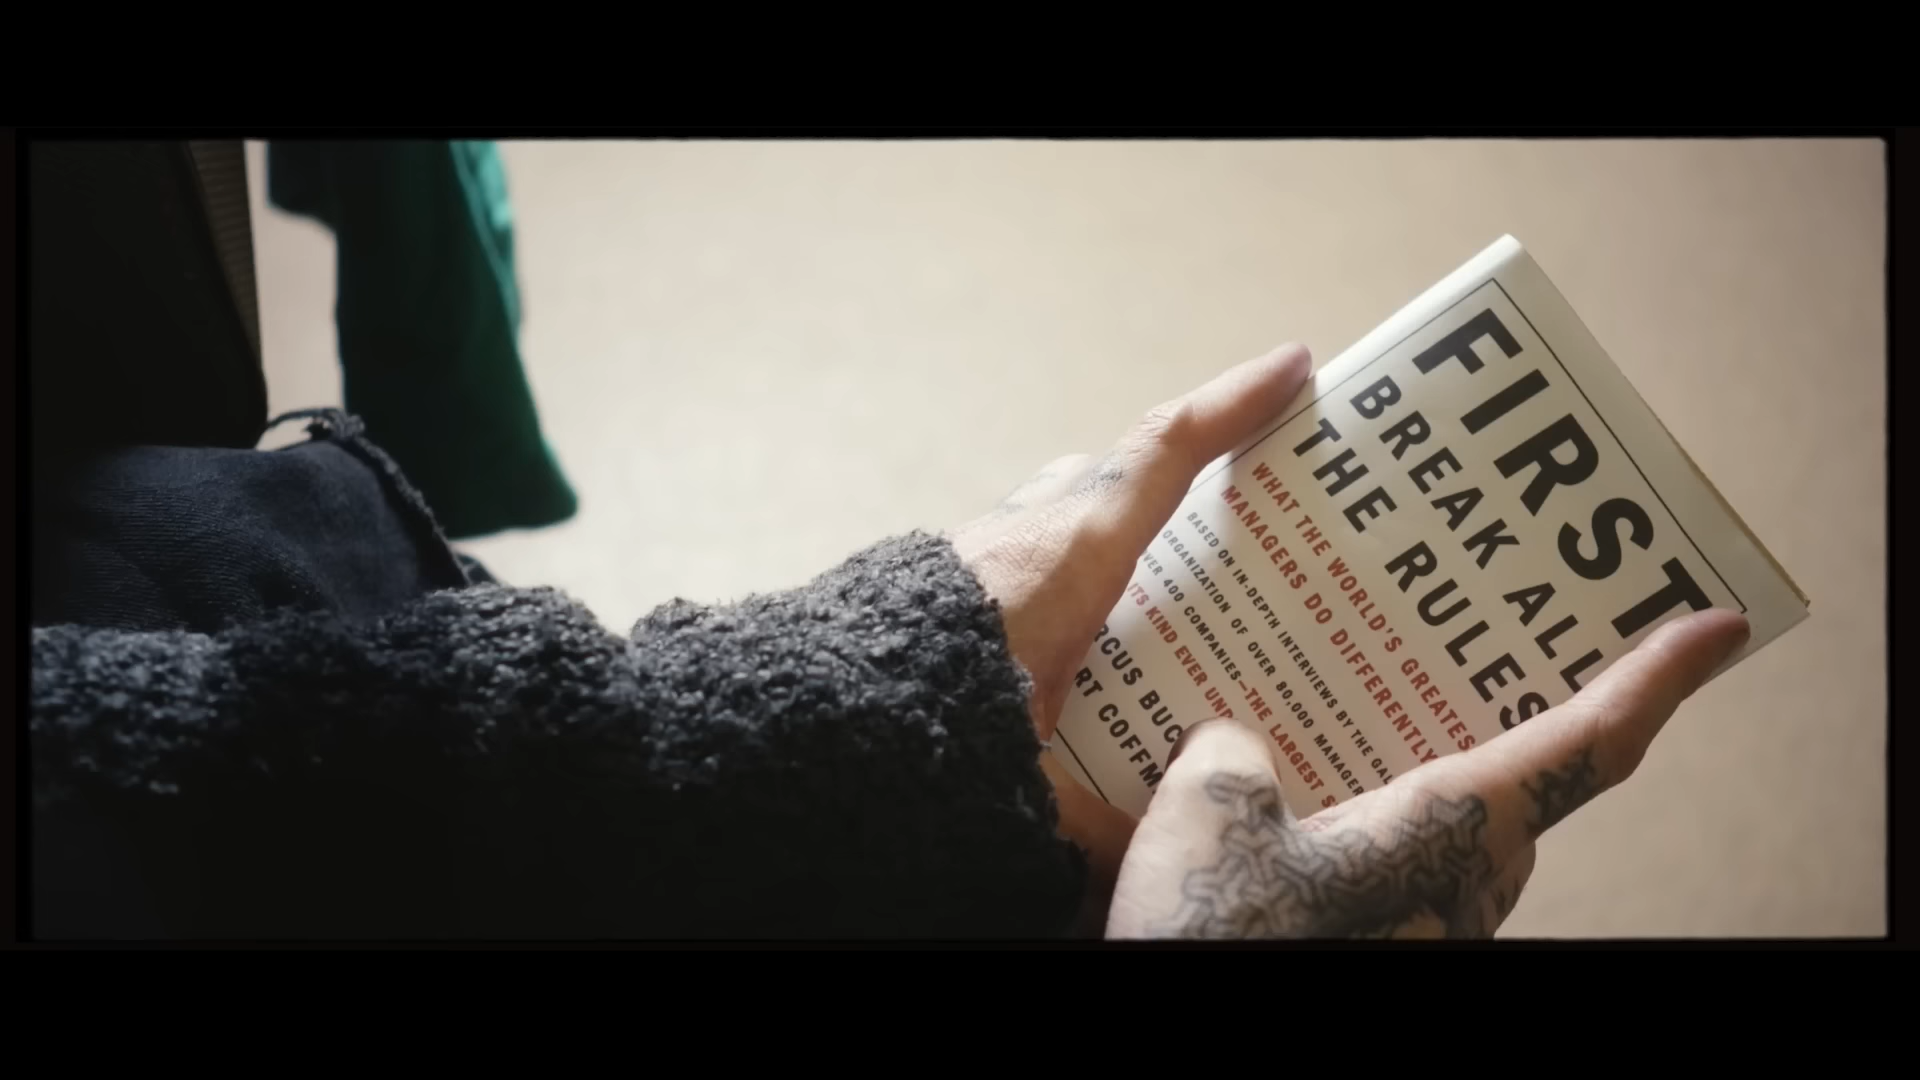 FIRST
BREAK ALL
THE RULES
WHAT THE WORLD'S GREATES
MANAGERS DO DIFFERENTLY
BASED ON IN-DEPTH INTERVIEWS BY THE GAL
ORGANIZATION OF OVER 80,000 MANAGER
VER 400 COMPANIES—THE LARGEST S
ITS KIND EVER UND
RCUS BUC
RT COFFM